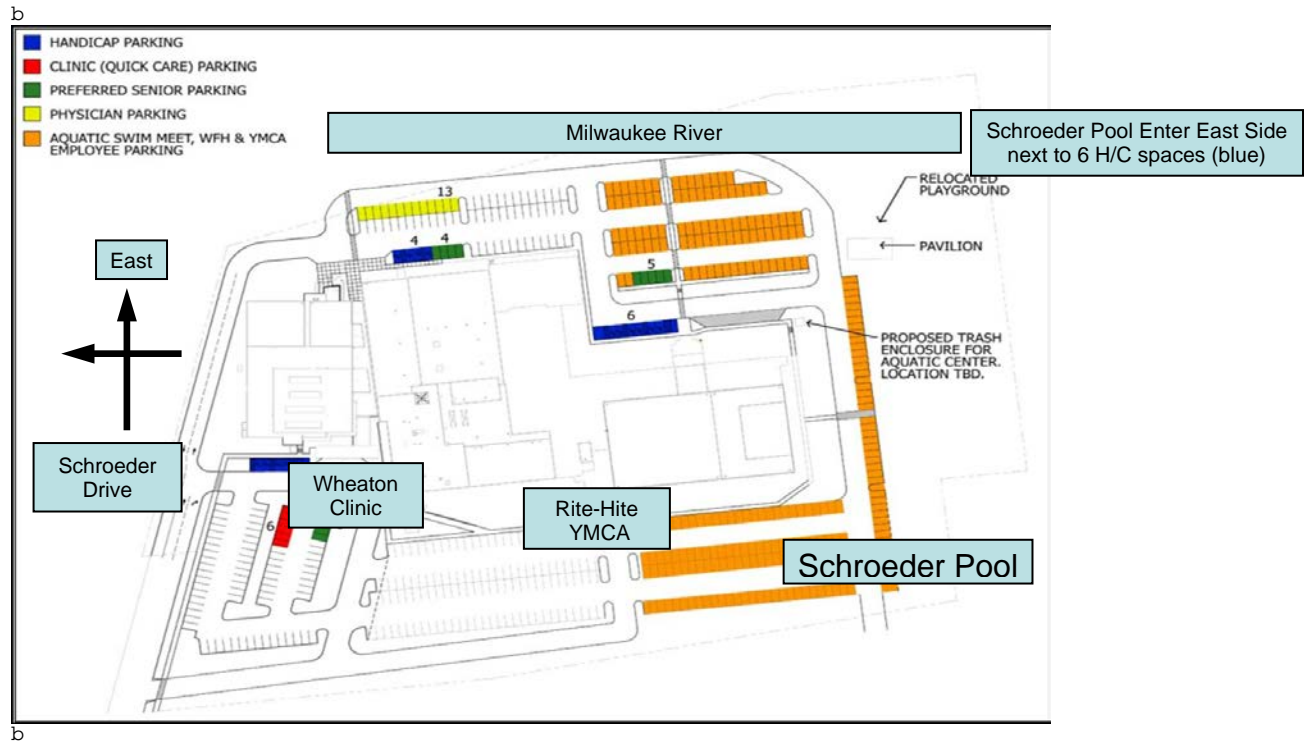 b
HANDICAP PARKING
CLINIC (QUICK CARE) PARKING
PREFERRED SENIOR PARKING
PHYSICIAN PARKING
AQUATIC SWIM MEET, WFH & YMCA
EMPLOYEE PARKING
Milwaukee River
Schroeder Pool Enter East Side
next to 6 H/C spaces (blue)
RELOCATED
PLAYGROUND
13
PAVILION
4 4
East
5
6
PROPOSED TRASH
ENCLOSURE FOR
AQUATIC CENTER.
LOCATION TBD.
Schroeder
Drive
Wheaton
Clinic
Rite-Hite
YMCA
6
Schroeder Pool
b